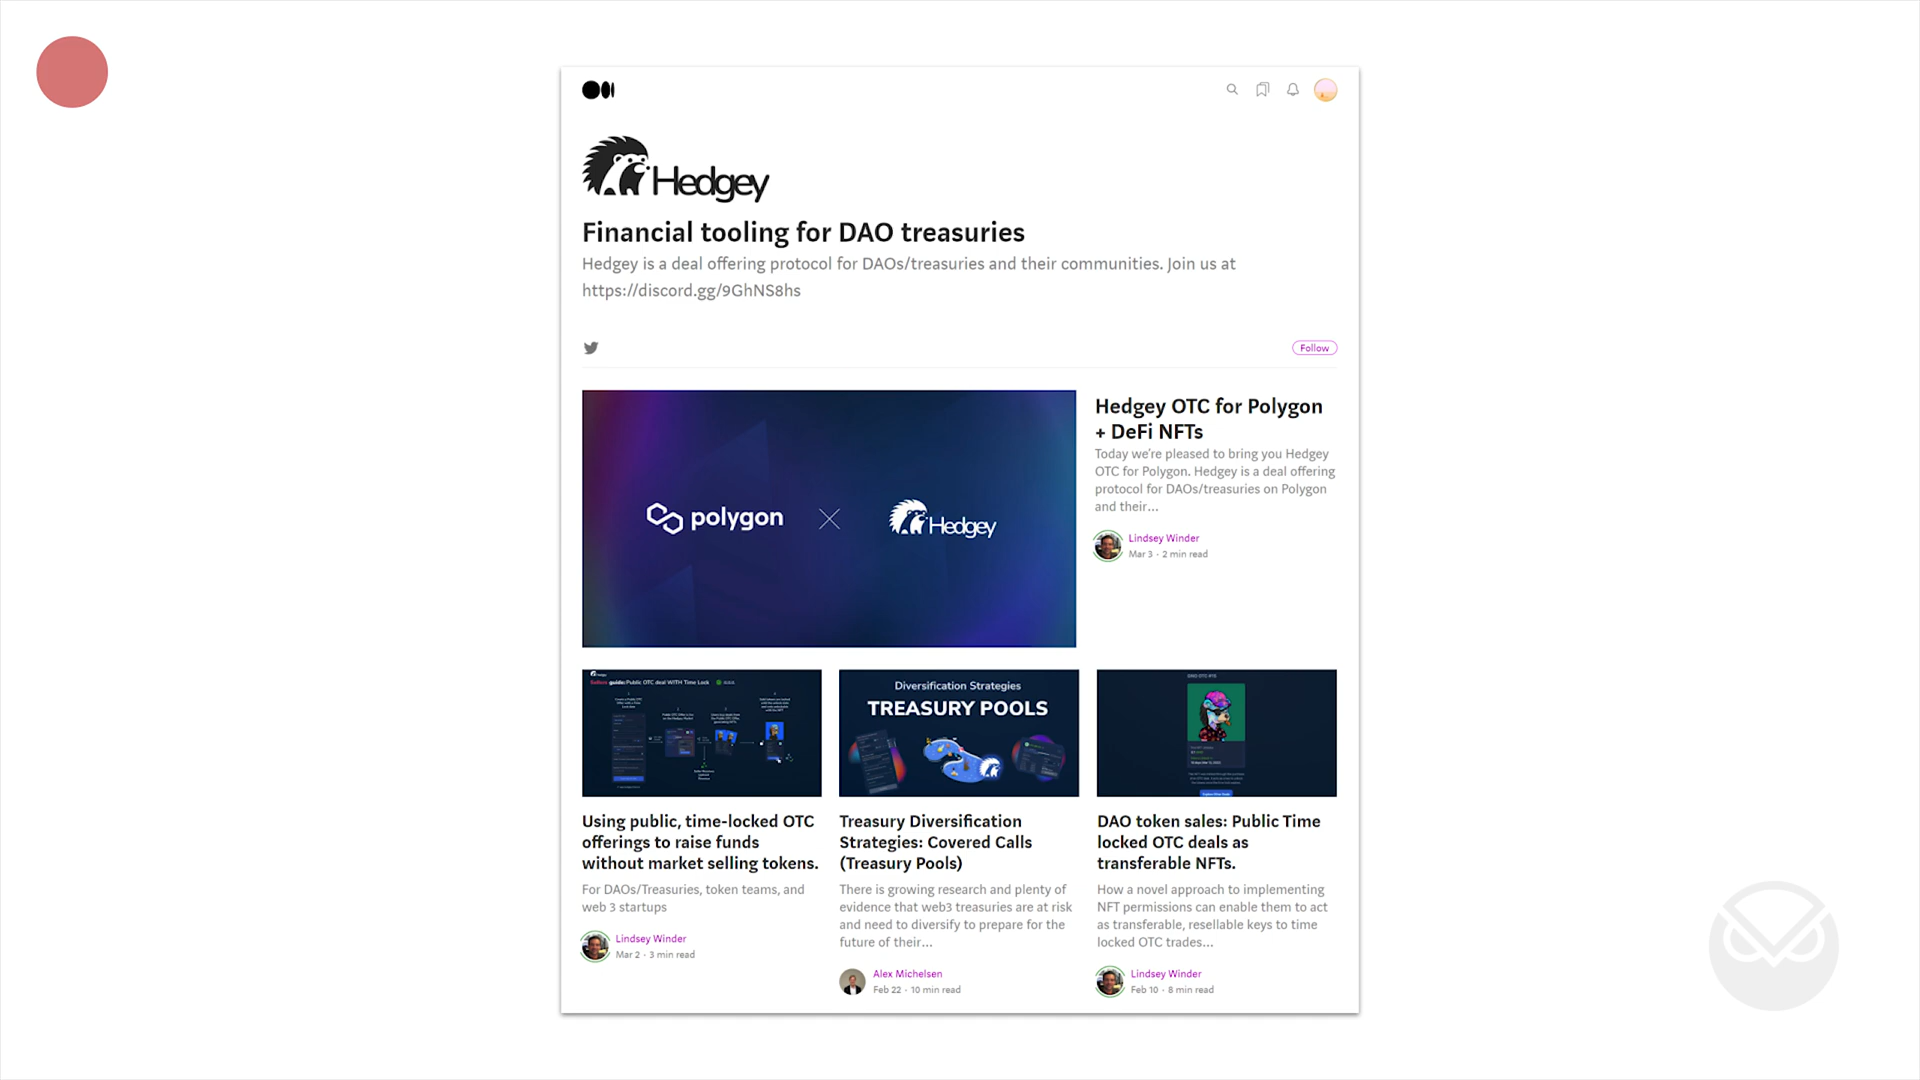 Hedgey
Financial tooling for DAO treasuries
Hedgey is a deal offering protocol for DAOs/treasuries and their communities. Join us at
https://discord.gg/9GhNS8hs
Follow
polygon
Hedgey
Hedgey OTC for Polygon
+ DeFi NFTs
Today we're pleased to bring you Hedgey
OTC for Polygon. Hedgey is a deal offering
protocol for DAOs/treasuries on Polygon
and their...
Lindsey Winder
Mar 3 · 2 min read
guide: Public OTC deal WITH Time Lock
Using public, time-locked OTC
offerings to raise funds
without market selling tokens.
For DAOs/Treasuries, token teams, and
web 3 startups
Lindsey Winder
Mar 2 · 3 min read
Diversification Strategies
TREASURY POOLS
Treasury Diversification
Strategies: Covered Calls
(Treasury Pools)
There is growing research and plenty of
evidence that web3 treasuries are at risk
and need to diversify to prepare for the
future of their...
Alex Michelsen
Feb 22 · 10 min read
DAO token sales: Public Time
locked OTC deals as
transferable NFTs.
How a novel approach to implementing
NFT permissions can enable them to act
as transferable, resellable keys to time
locked OTC trades...
Lindsey Winder
Feb 10 · 8 min read